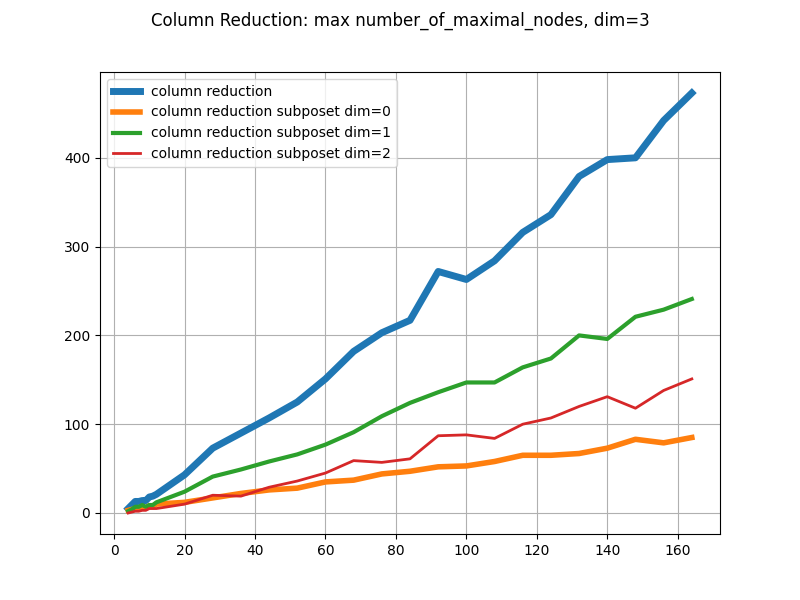 Column Reduction: max number_of_maximal_nodes, dim=3
column reduction
column reduction subposet dim=0
column reduction subposet dim=1
column reduction subposet dim=2
400
300
200
100
0
0 20 40 60 80 100 120 140 160